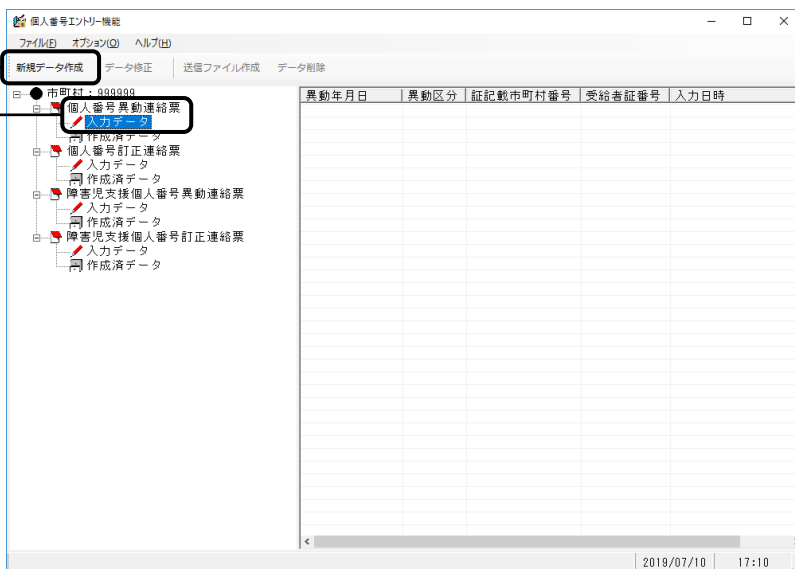 個人番号エントリー機能
ファイル(F) オプション(O) ヘルプ(H)
新規データ作成 データ修正 送信ファイル作成 データ削除
市町村：999999
個人番号異動連絡票
入力データ
作成済データ
個人番号訂正連絡票
入力データ
作成済データ
障害児支援個人番号異動連絡票
入力データ
作成済データ
障害児支援個人番号訂正連絡票
入力データ
作成済データ
異動年月日 異動区分 証記載市町村番号 受給者証番号 入力日時
2019/07/10 17:10